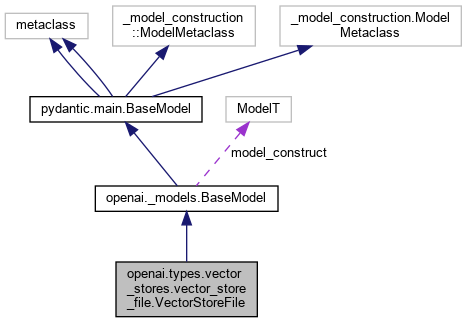 metaclass
_model_construction
::ModelMetaclass
_model_construction.Model
Metaclass
pydantic.main.BaseModel
ModelT
model_construct
openai._models.BaseModel
openai.types.vector
_stores.vector_store
_file.VectorStoreFile